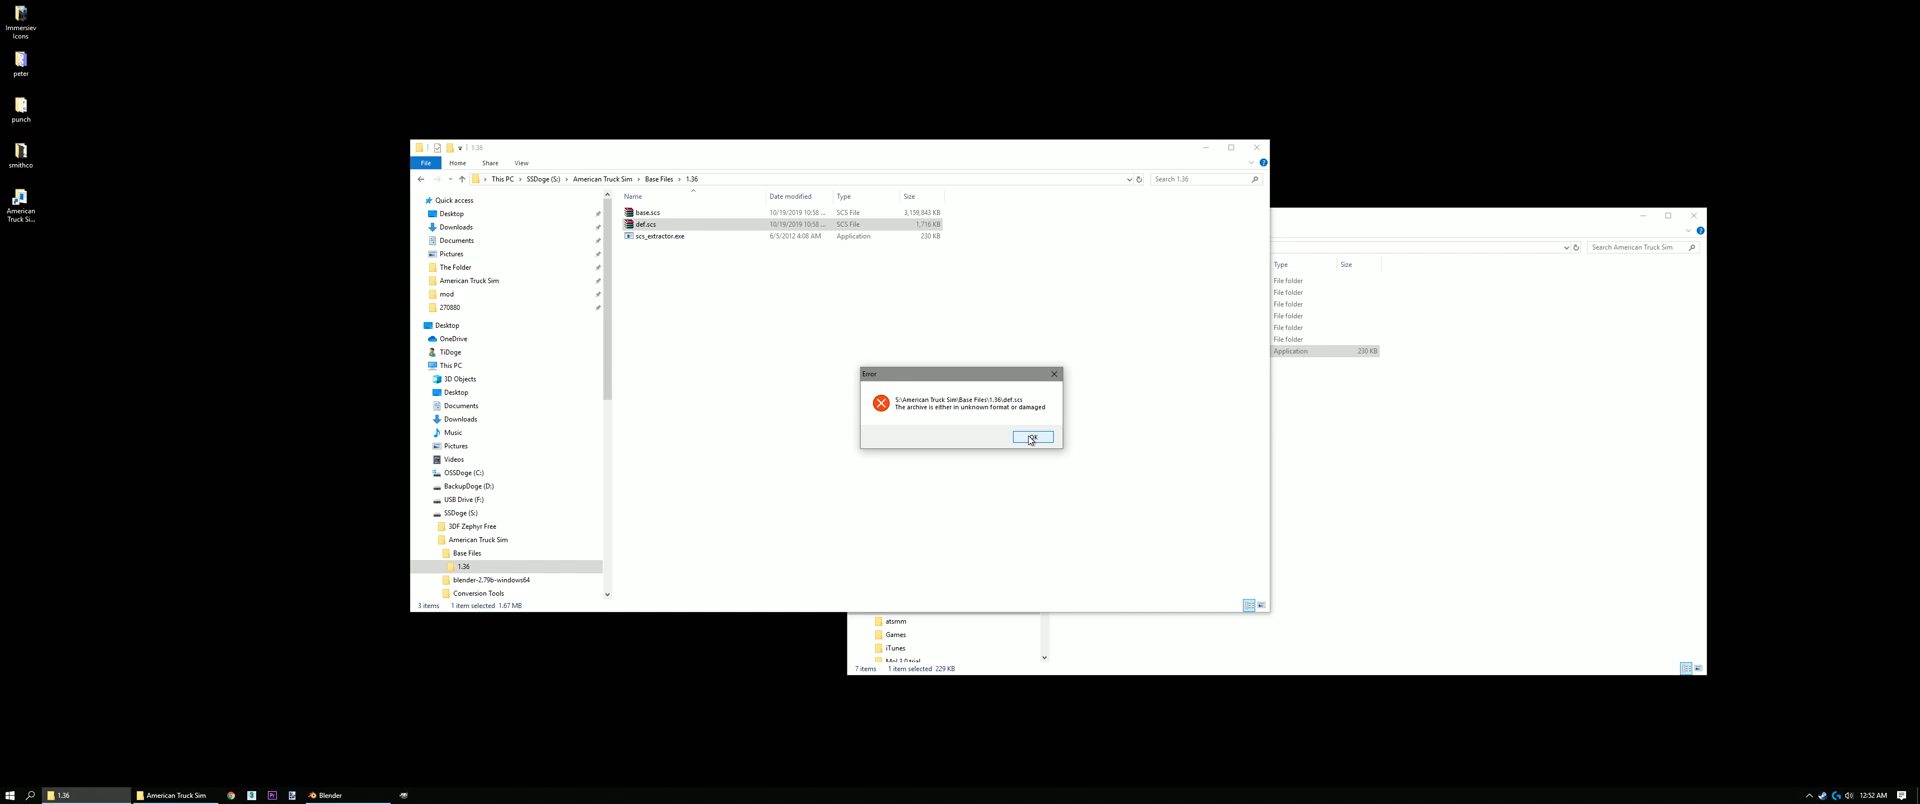 Immersiev
Icons
peter
punch
smithco
American
Truck Si...
1.36
File
Home
Share
View
This PC
SSDoge (S:)
American Truck Sim
Base Files
1.36
Search 1.36
Name
Date modified
Type
Size
base.scs
10/19/2019 10:58 ...
SCS File
3,159,843 KB
def.scs
10/19/2019 10:58 ...
SCS File
1,716 KB
scs_extractor.exe
6/5/2012 4:08 AM
Application
230 KB
Quick access
Desktop
Downloads
Documents
Pictures
The Folder
American Truck Sim
mod
270880
Desktop
OneDrive
TiDoge
This PC
3D Objects
Desktop
Documents
Downloads
Music
Pictures
Videos
OSSDoge (C:)
BackupDoge (D:)
USB Drive (F:)
SSDoge (S:)
3DF Zephyr Free
American Truck Sim
Base Files
1.36
blender-2.79b-windows64
Conversion Tools
3 items
1 item selected 1.67 MB
Error
S:\American Truck Sim\Base Files\1.36\def.scs
The archive is either in unknown format or damaged
Search American Truck Sim
Type
Size
File folder
File folder
File folder
File folder
File folder
File folder
Application
230 KB
atsmm
Games
iTunes
7 items
1 item selected 229 KB
1.36
American Truck Sim
Blender
12:52 AM